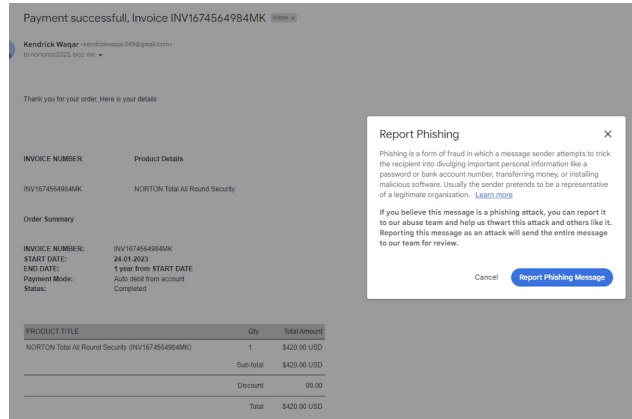 Payment successfull, Invoice INV1674564984MK Inbox x
Kendrick Waqar <kendrickwaqar345@gmail.com>
to nortoncc2023, bcc: me
Thank you for your order, Here is your details
INVOICE NUMBER Product Details
INV1674564984MK NORTON Total All Round Security
Order Summary
INVOICE NUMBER: INV1674564984MK
START DATE: 24-01-2023
END DATE: 1 year from START DATE
Payment Mode: Auto debit from account
Status: Completed
PRODUCT TITLE Qty Total Amount
NORTON Total All Round Security (INV1674564984MK) 1 $420.00 USD
Sub-total $420.00 USD
Discount 00.00
Total $420.00 USD
Report Phishing
Phishing is a form of fraud in which a message sender attempts to trick
the recipient into divulging important personal information like a
password or bank account number, transferring money, or installing
malicious software. Usually the sender pretends to be a representative
of a legitimate organization. Learn more
If you believe this message is a phishing attack, you can report it
to our abuse team and help us thwart this attack and others like it.
Reporting this message as an attack will send the entire message
to our team for review.
Cancel Report Phishing Message